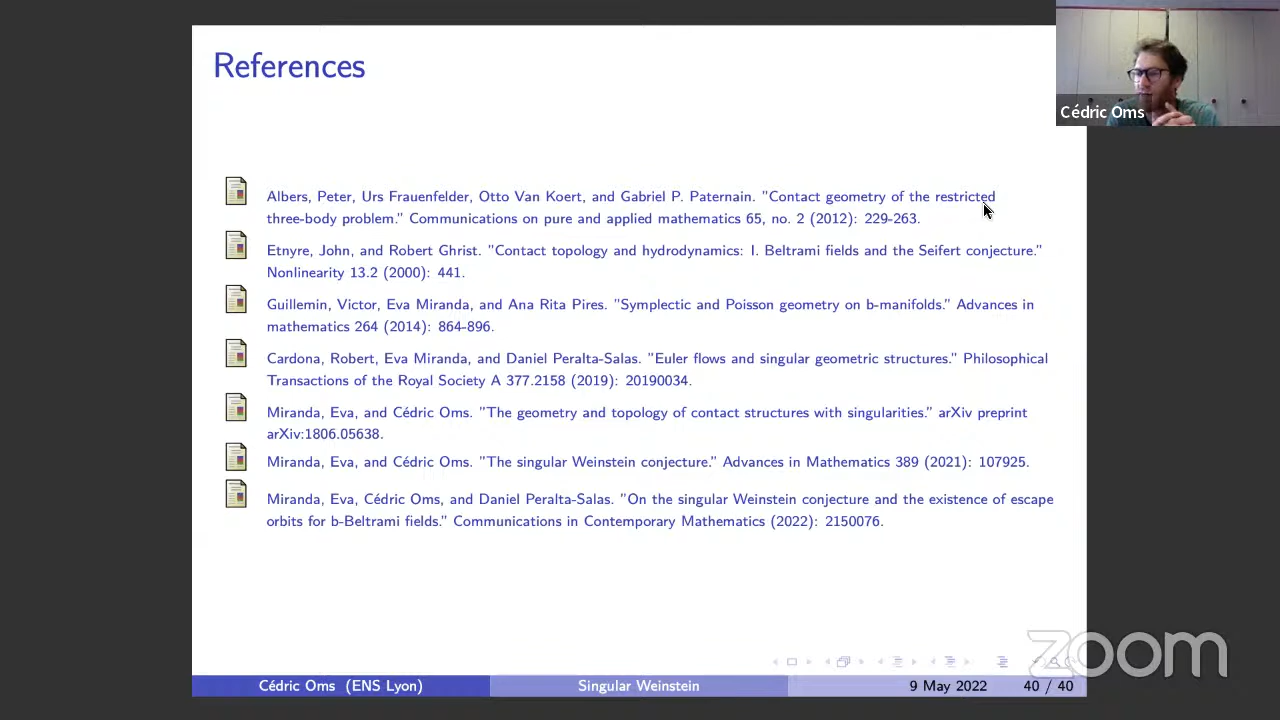 References
Cédric Oms
Albers, Peter, Urs Frauenfelder, Otto Van Koert, and Gabriel P. Paternain. "Contact geometry of the restricted
three-body problem." Communications on pure and applied mathematics 65, no. 2 (2012): 229-263.
Etnyre, John, and Robert Ghrist. "Contact topology and hydrodynamics: I. Beltrami fields and the Seifert conjecture."
Nonlinearity 13.2 (2000): 441.
Guillemin, Victor, Eva Miranda, and Ana Rita Pires. "Symplectic and Poisson geometry on b-manifolds." Advances in
mathematics 264 (2014): 864-896.
Cardona, Robert, Eva Miranda, and Daniel Peralta-Salas. "Euler flows and singular geometric structures." Philosophical
Transactions of the Royal Society A 377.2158 (2019): 20190034.
Miranda, Eva, and Cédric Oms. "The geometry and topology of contact structures with singularities." arXiv preprint
arXiv:1806.05638.
Miranda, Eva, and Cédric Oms. "The singular Weinstein conjecture." Advances in Mathematics 389 (2021): 107925.
Miranda, Eva, Cédric Oms, and Daniel Peralta-Salas. "On the singular Weinstein conjecture and the existence of escape
orbits for b-Beltrami fields." Communications in Contemporary Mathematics (2022): 2150076.
zoom
Cédric Oms (ENS Lyon) Singular Weinstein 9 May 2022 40 / 40